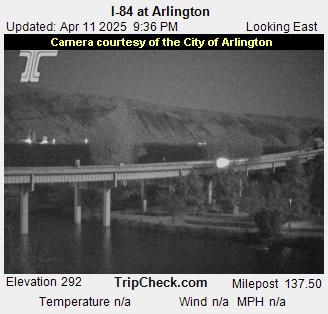 I-84 at Arlington
Updated: Apr 11 2025 9:36 PM Looking East
Camera courtesy of the City of Arlington
Elevation 292 TripCheck.com Milepost 137.50
Temperature n/a Wind n/a MPH n/a